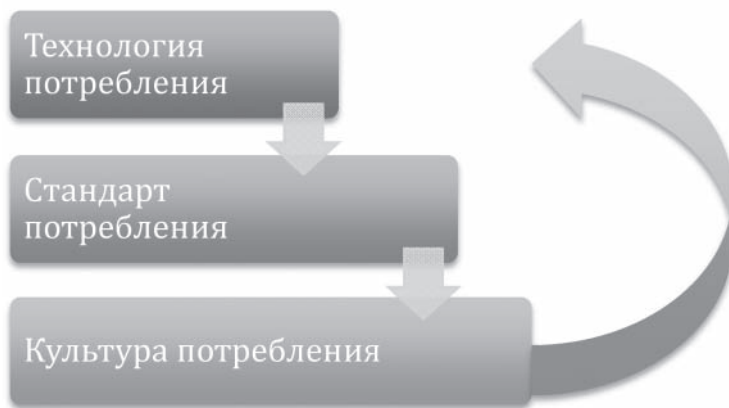 Технология
потребления
Стандарт
потребления
Культура потребления